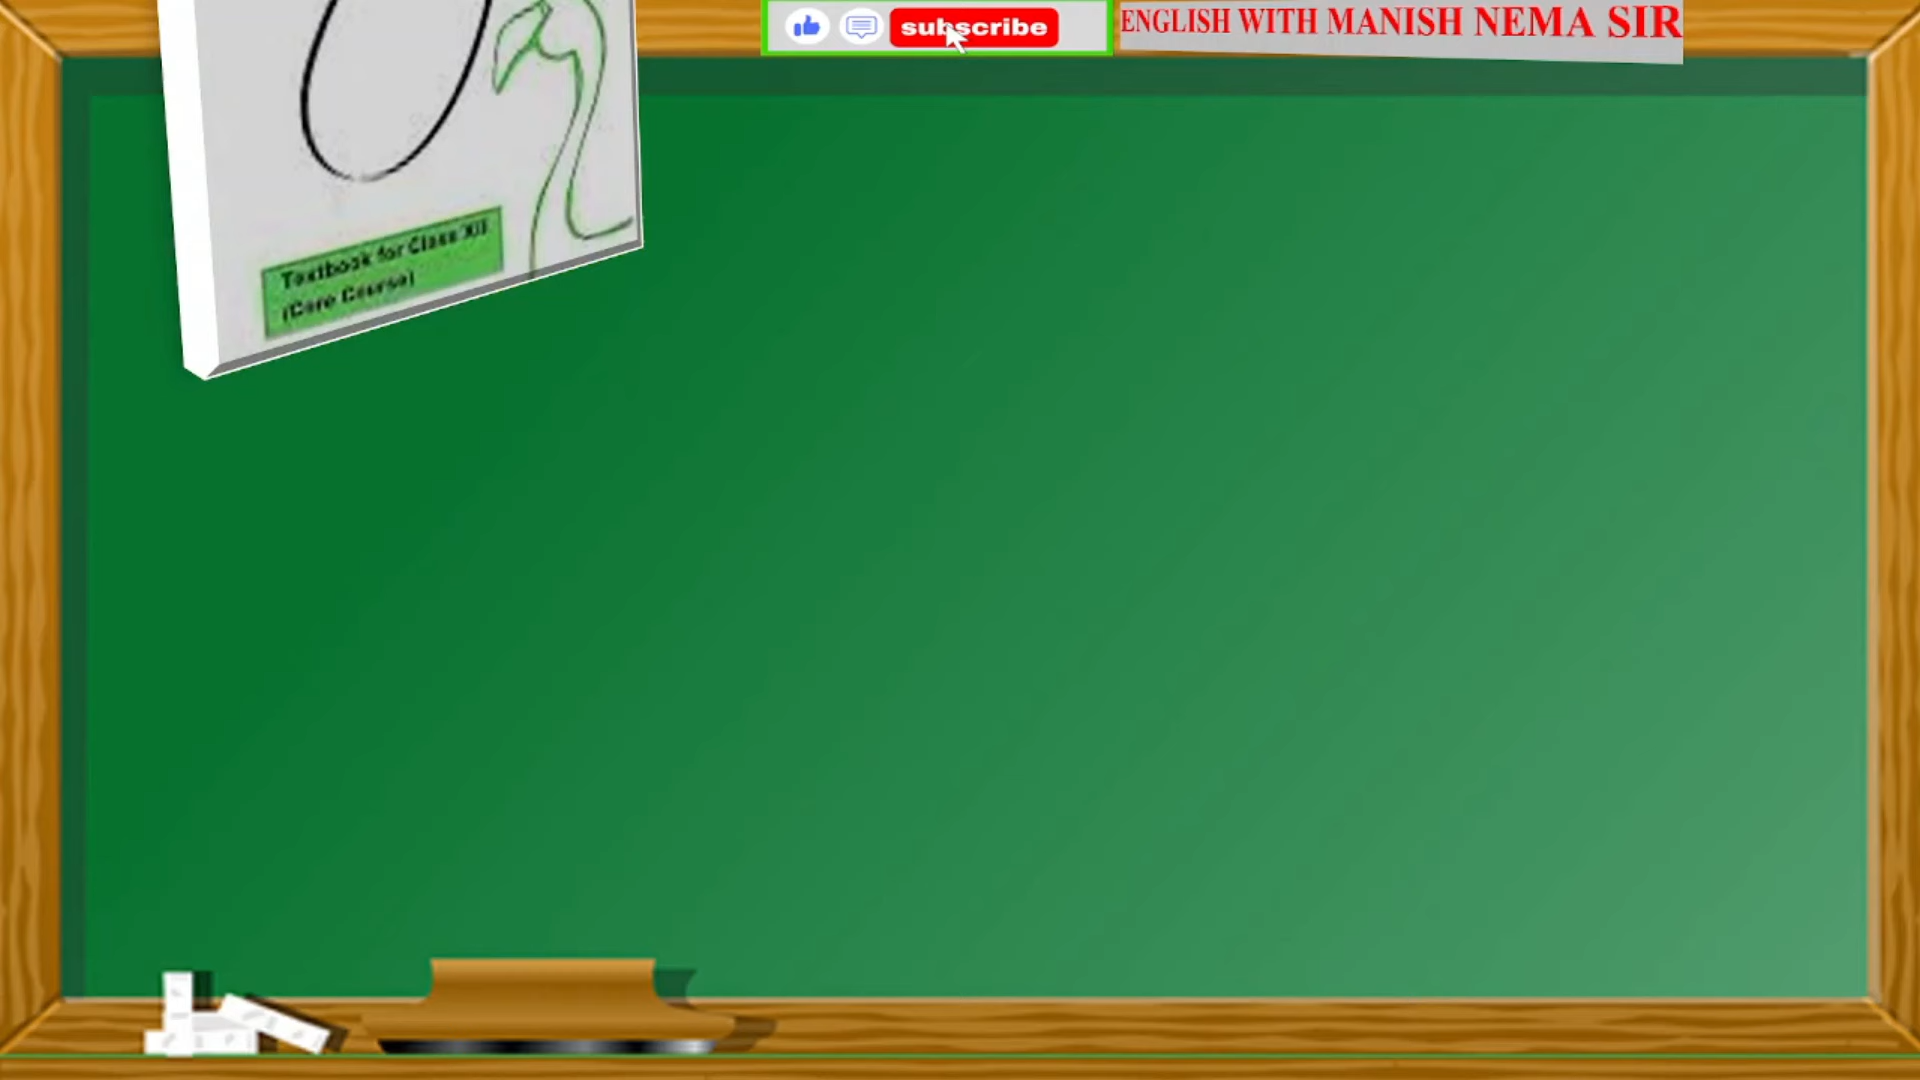 subscribe
ENGLISH WITH MANISH NEMA SIR
Textbook for Class XII
(Core Course)